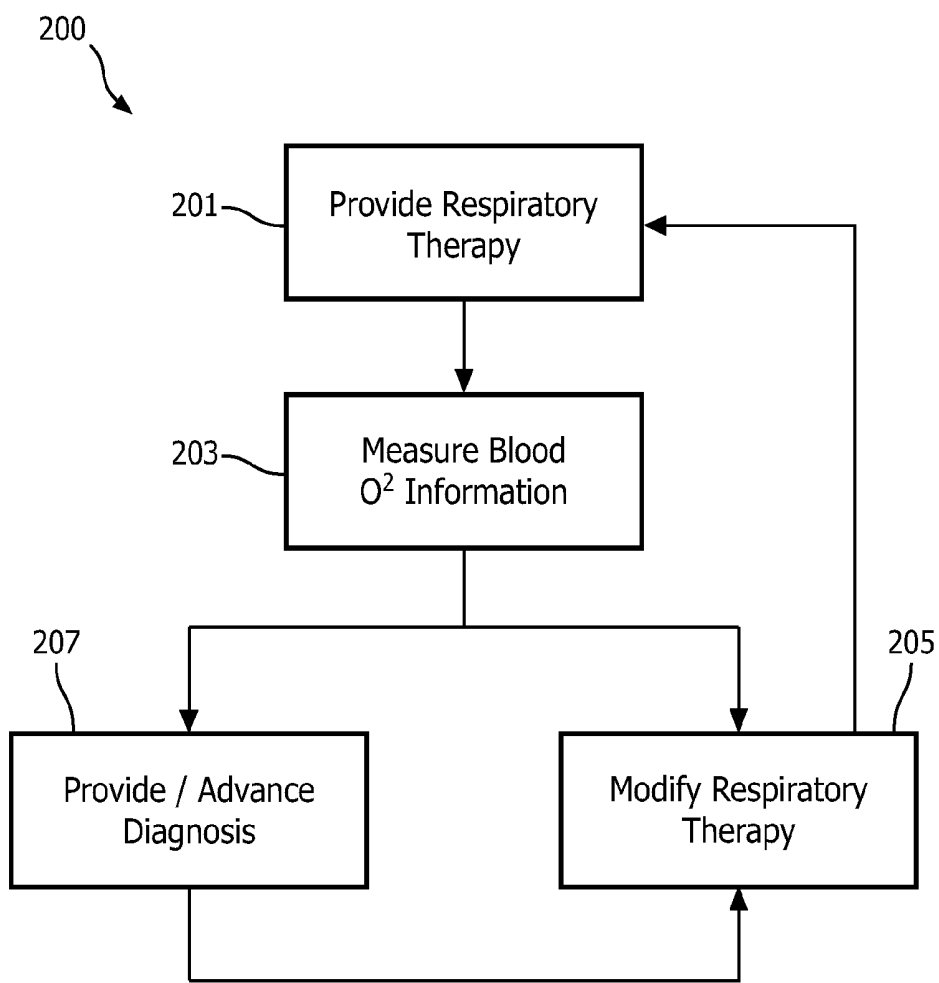 200
201
Provide Respiratory
Therapy
203
Measure Blood
O² Information
207
205
Provide / Advance
Diagnosis
Modify Respiratory
Therapy